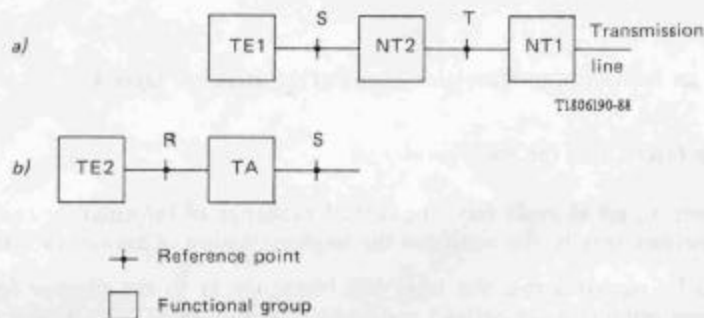 a) TE1 S NT2 T NT1 Transmission
line
T1806190-88
b) TE2 R TA S
Reference point
Functional group